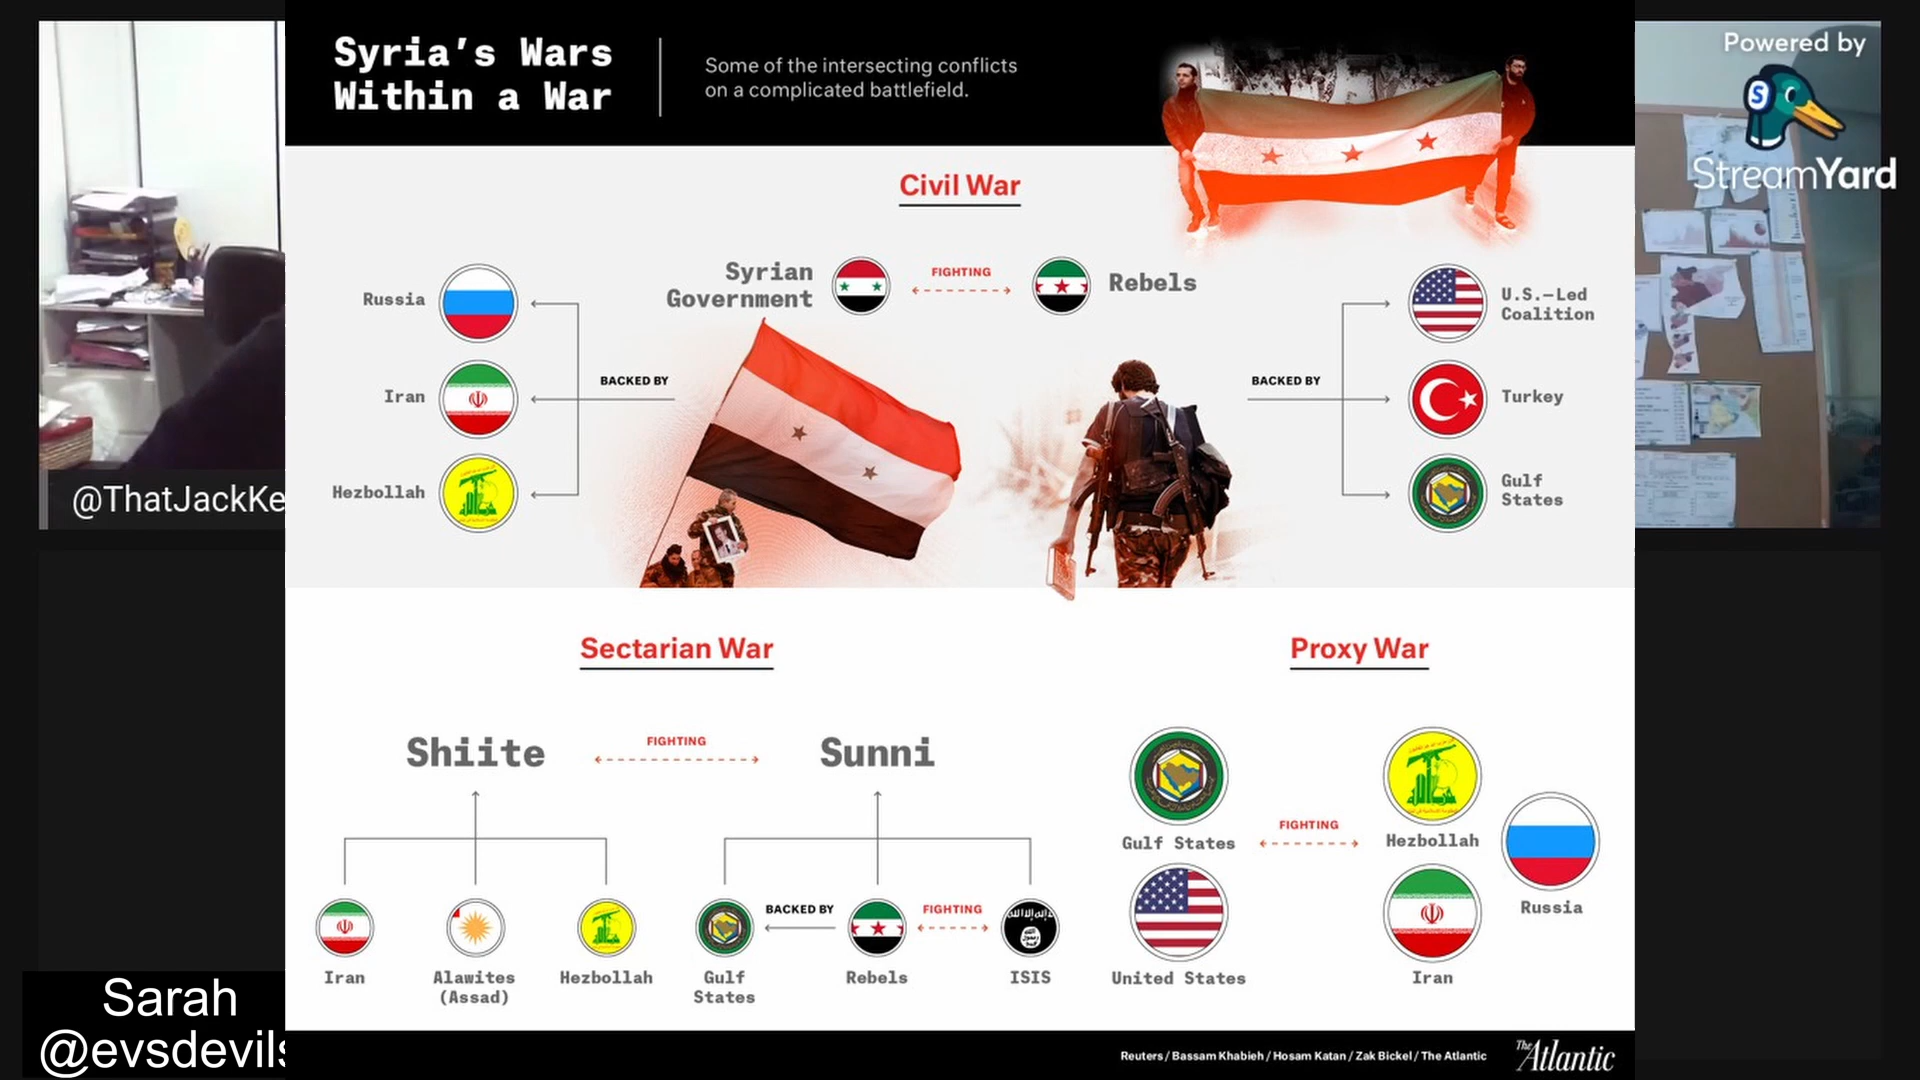 Syria's Wars
Within a War
Some of the intersecting conflicts
on a complicated battlefield.
Powered by
StreamYard
Civil War
Syrian
Government
FIGHTING
Rebels
Russia
Iran
Hezbollah
BACKED BY
BACKED BY
U.S.—Led
Coalition
Turkey
Gulf
States
@ThatJackKe
Sectarian War
Shiite
FIGHTING
Sunni
Iran
Alawites
(Assad)
Hezbollah
Gulf
States
BACKED BY
Rebels
FIGHTING
ISIS
Proxy War
Gulf States
United States
FIGHTING
Hezbollah
Iran
Russia
Sarah
@evsdevils
Reuters / Bassam Khabieh / Hosam Katan / Zak Bickel / The Atlantic
The Atlantic